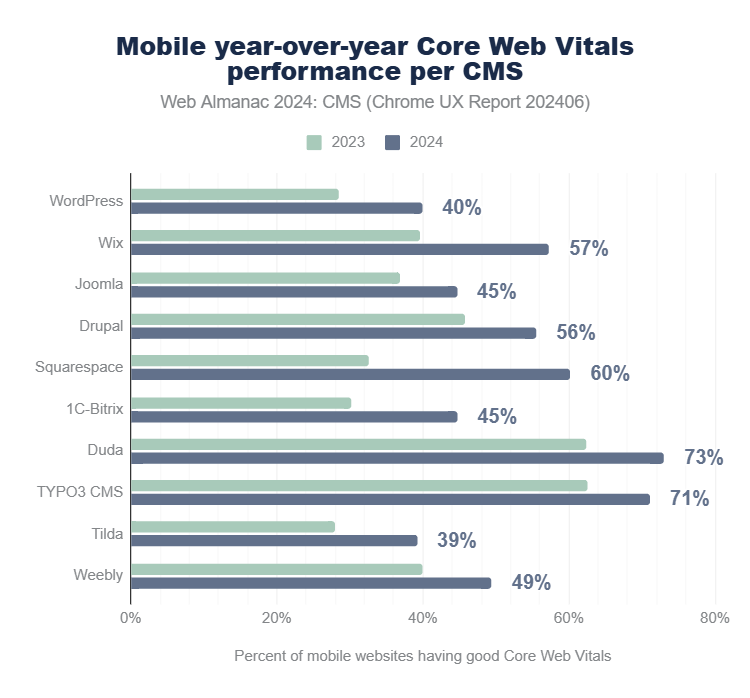 Mobile year-over-year Core Web Vitals
performance per CMS
Web Almanac 2024: CMS (Chrome UX Report 202406)
2023 2024
WordPress 40%
Wix 57%
Joomla 45%
Drupal 56%
Squarespace 60%
1C-Bitrix 45%
Duda 73%
TYPO3 CMS 71%
Tilda 39%
Weebly 49%
0% 20% 40% 60% 80%
Percent of mobile websites having good Core Web Vitals